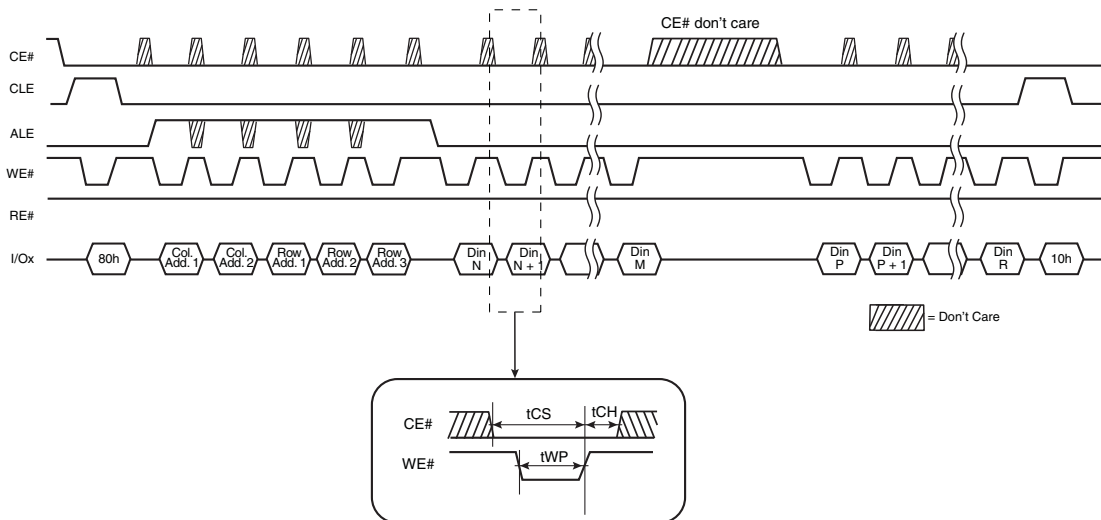 CE# don't care
CE#
CLE
ALE
WE#
RE#
I/Ox
80h
Col.
Add. 1
Col.
Add. 2
Row
Add. 1
Row
Add. 2
Row
Add. 3
Din
N
Din
N + 1
Din
M
Din
P
Din
P + 1
Din
R
10h
= Don't Care
CE#
tCS
tCH
WE#
tWP